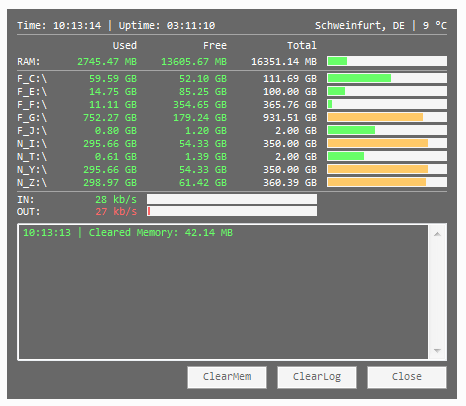 Time: 10:13:14 | Uptime: 03:11:10 Schweinfurt, DE | 9 °C
Used Free Total
RAM: 2745.47 MB 13605.67 MB 16351.14 MB
F_C:\ 59.59 GB 52.10 GB 111.69 GB
F_E:\ 14.75 GB 85.25 GB 100.00 GB
F_F:\ 11.11 GB 354.65 GB 365.76 GB
F_G:\ 752.27 GB 179.24 GB 931.51 GB
F_J:\ 0.80 GB 1.20 GB 2.00 GB
N_I:\ 295.66 GB 54.33 GB 350.00 GB
N_T:\ 0.61 GB 1.39 GB 2.00 GB
N_Y:\ 295.66 GB 54.33 GB 350.00 GB
N_Z:\ 298.97 GB 61.42 GB 360.39 GB
IN: 28 kb/s
OUT: 27 kb/s
10:13:13 | Cleared Memory: 42.14 MB
ClearMem ClearLog Close